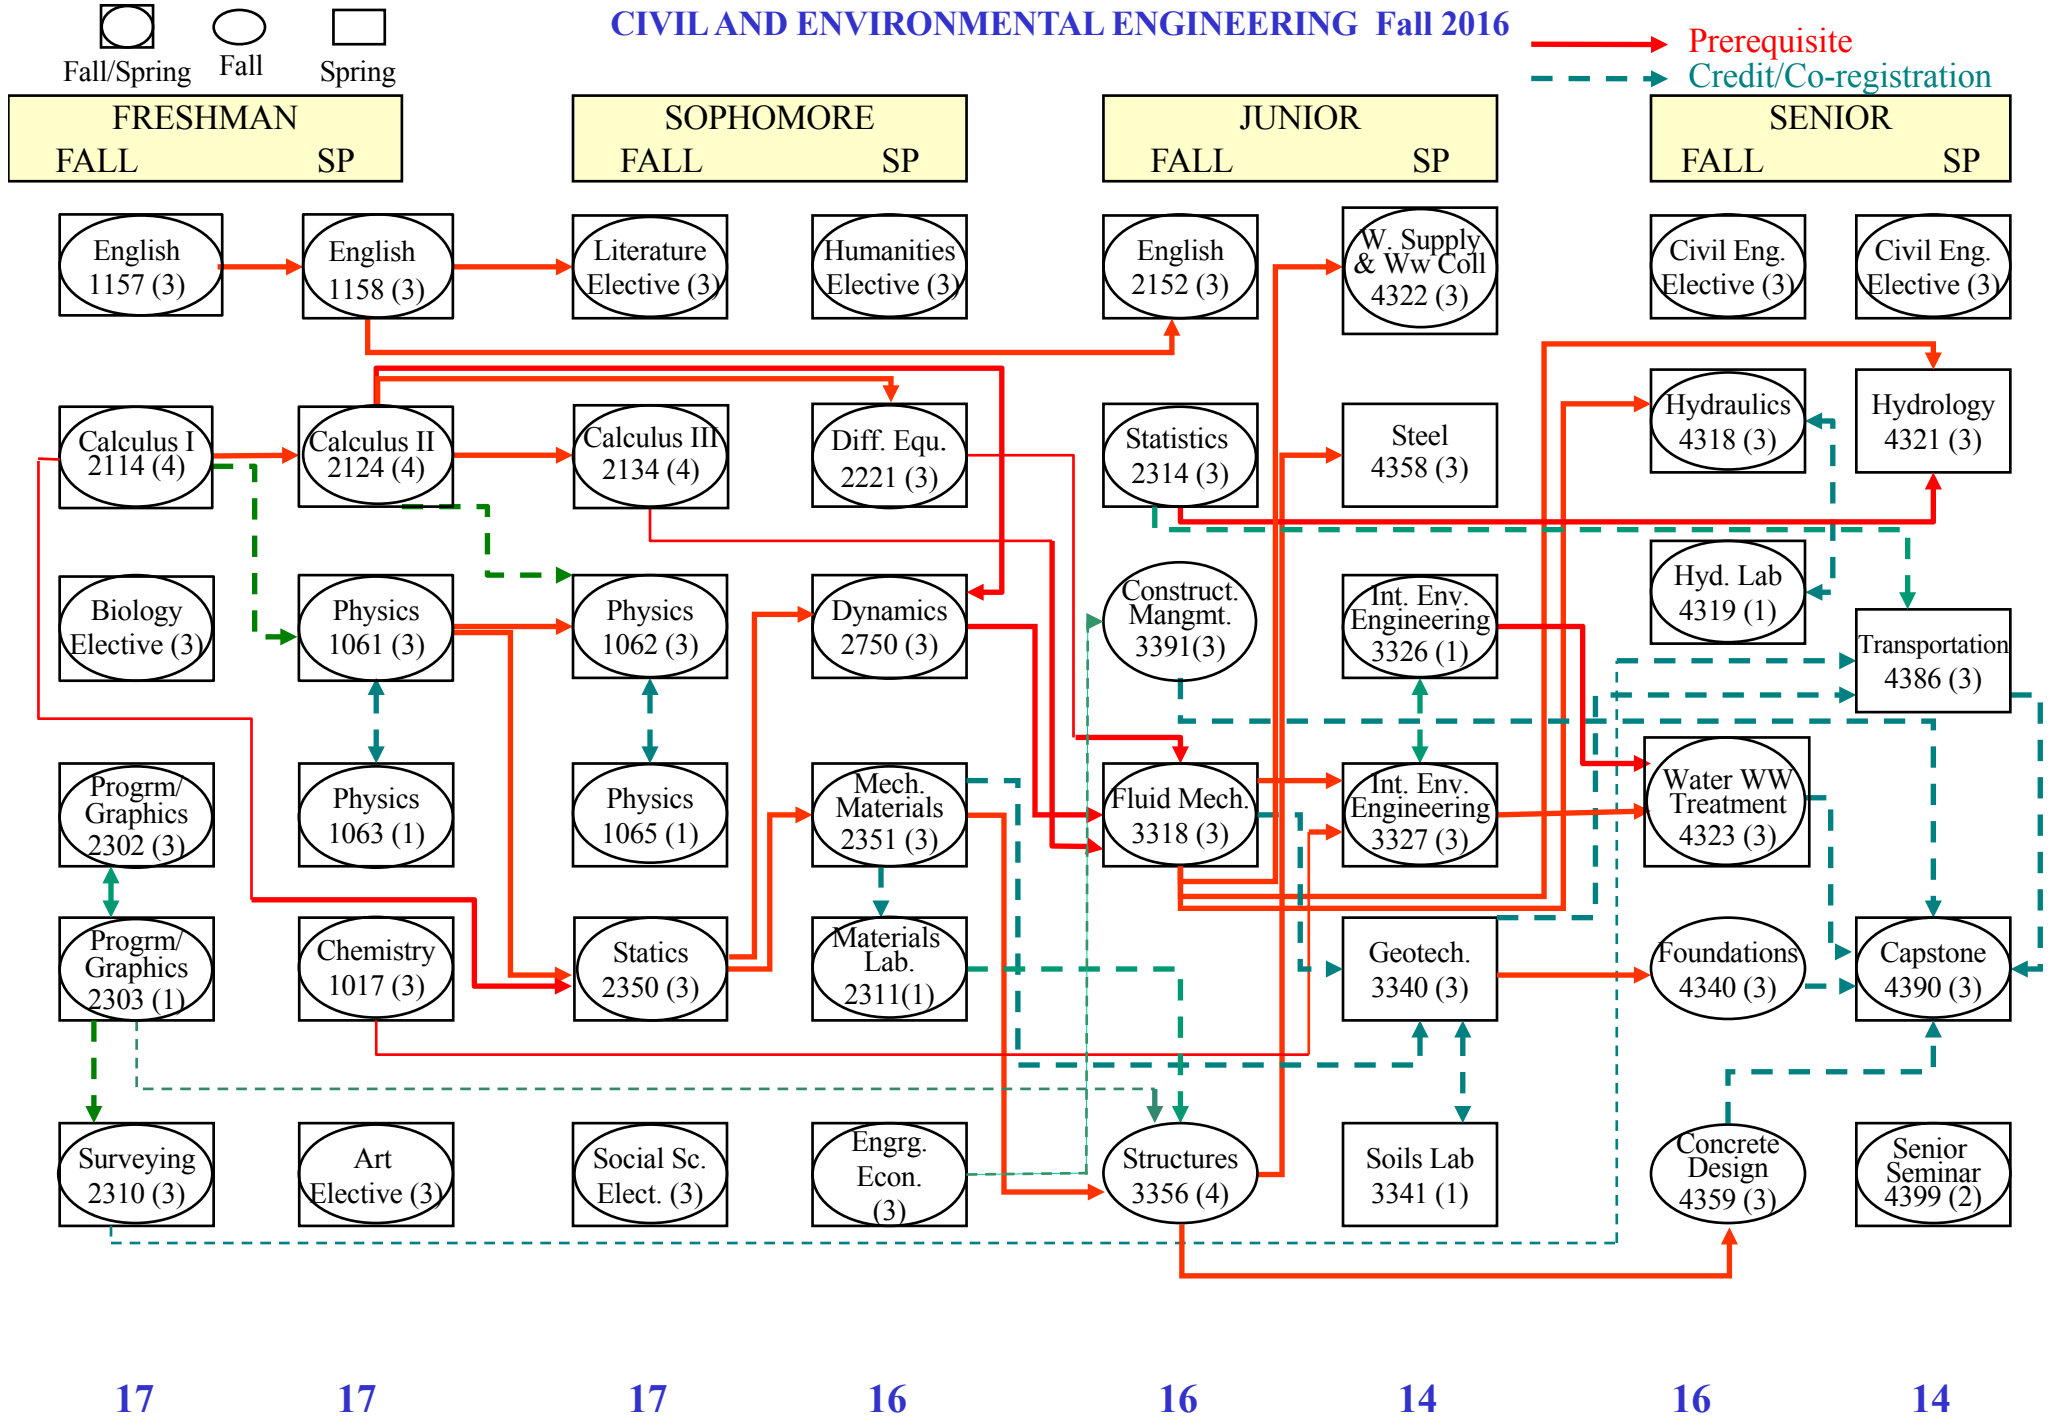 CIVIL AND ENVIRONMENTAL ENGINEERING  Fall 2016
Fall/Spring
Fall
Spring
Prerequisite
Credit/Co-registration
FRESHMAN
FALL SP
SOPHOMORE
FALL SP
JUNIOR
FALL SP
SENIOR
FALL SP
English
1157 (3)
English
1158 (3)
Literature
Elective (3)
Humanities
Elective (3)
English
2152 (3)
W. Supply
& Ww Coll
4322 (3)
Civil Eng.
Elective (3)
Civil Eng.
Elective (3)
Calculus I
2114 (4)
Calculus II
2124 (4)
Calculus III
2134 (4)
Diff. Equ.
2221 (3)
Statistics
2314 (3)
Steel
4358 (3)
Hydraulics
4318 (3)
Hydrology
4321 (3)
Biology
Elective (3)
Physics
1061 (3)
Physics
1062 (3)
Dynamics
2750 (3)
Construct.
Mangmt.
3391(3)
Int. Env.
Engineering
3326 (1)
Hyd. Lab
4319 (1)
Transportation
4386 (3)
Progrm/
Graphics
2302 (3)
Physics
1063 (1)
Physics
1065 (1)
Mech.
Materials
2351 (3)
Fluid Mech.
3318 (3)
Int. Env.
Engineering
3327 (3)
Water WW
Treatment
4323 (3)
Progrm/
Graphics
2303 (1)
Chemistry
1017 (3)
Statics
2350 (3)
Materials
Lab.
2311(1)
Geotech.
3340 (3)
Foundations
4340 (3)
Capstone
4390 (3)
Surveying
2310 (3)
Art
Elective (3)
Social Sc.
Elect. (3)
Engrg.
Econ.
(3)
Structures
3356 (4)
Soils Lab
3341 (1)
Concrete
Design
4359 (3)
Senior
Seminar
4399 (2)
17 17 17 16 16 14 16 14